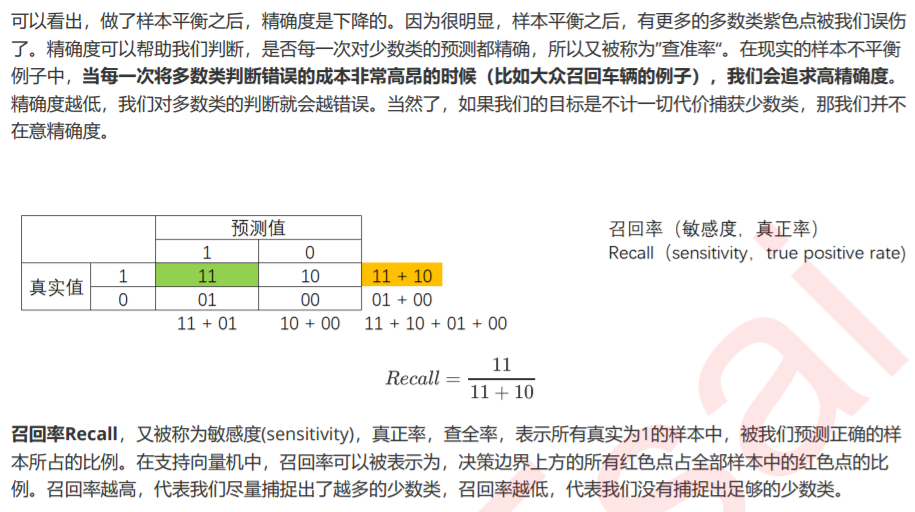 可以看出，做了样本平衡之后，精确度是下降的。因为很明显，样本平衡之后，有更多的多数类紫色点被我们误伤
了。精确度可以帮助我们判断，是否每一次对少数类的预测都精确，所以又被称为”查准率“。在现实的样本不平衡
例子中，当每一次将多数类判断错误的成本非常高昂的时候（比如大众召回车辆的例子），我们会追求高精确度。
精确度越低，我们对多数类的判断就会越错误。当然了，如果我们的目标是不计一切代价捕获少数类，那我们并不
在意精确度。
预测值
1 0
真实值 1 11 10 11 + 10
0 01 00 01 + 00
11 + 01 10 + 00 11 + 10 + 01 + 00
召回率（敏感度，真正率）
Recall（sensitivity，true positive rate)
Recall = 11 / 11 + 10
召回率Recall，又被称为敏感度(sensitivity)，真正率，查全率，表示所有真实为1的样本中，被我们预测正确的样
本所占的比例。在支持向量机中，召回率可以被表示为，决策边界上方的所有红色点占全部样本中的红色点的比
例。召回率越高，代表我们尽量捕捉出了越多的少数类，召回率越低，代表我们没有捕捉出足够的少数类。